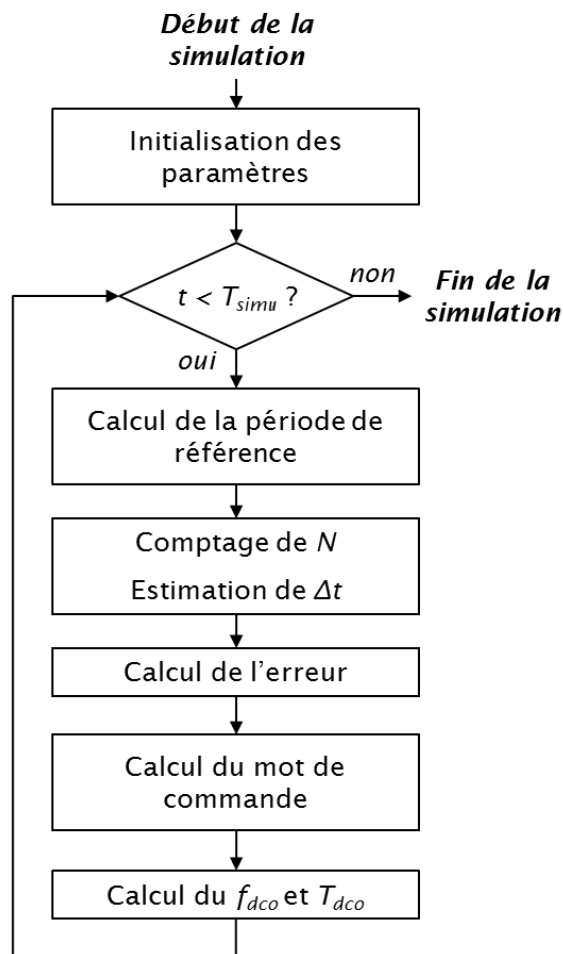 Début de la
simulation
Initialisation des
paramètres
t < Tsimu ?
non
Fin de la
simulation
oui
Calcul de la période de
référence
Comptage de N
Estimation de Δt
Calcul de l'erreur
Calcul du mot de
commande
Calcul du fdco et Tdco